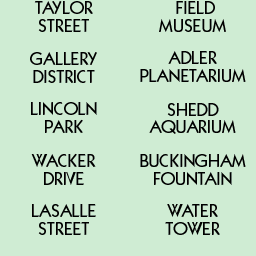 TAYLOR
STREET
GALLERY
DISTRICT
LINCOLN
PARK
WACKER
DRIVE
LASALLE
STREET
FIELD
MUSEUM
ADLER
PLANETARIUM
SHEDD
AQUARIUM
BUCKINGHAM
FOUNTAIN
WATER
TOWER